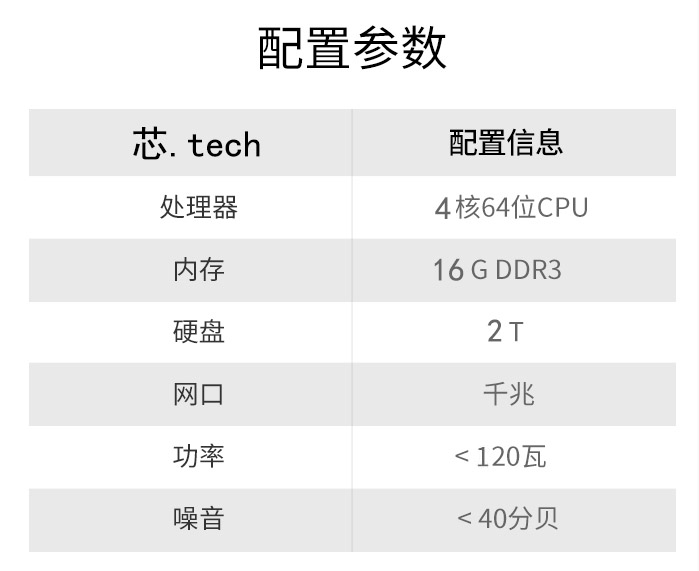 配置参数
芯.tech 配置信息
处理器 4核64位CPU
内存 16G DDR3
硬盘 2T
网口 千兆
功率 <120瓦
噪音 <40分贝